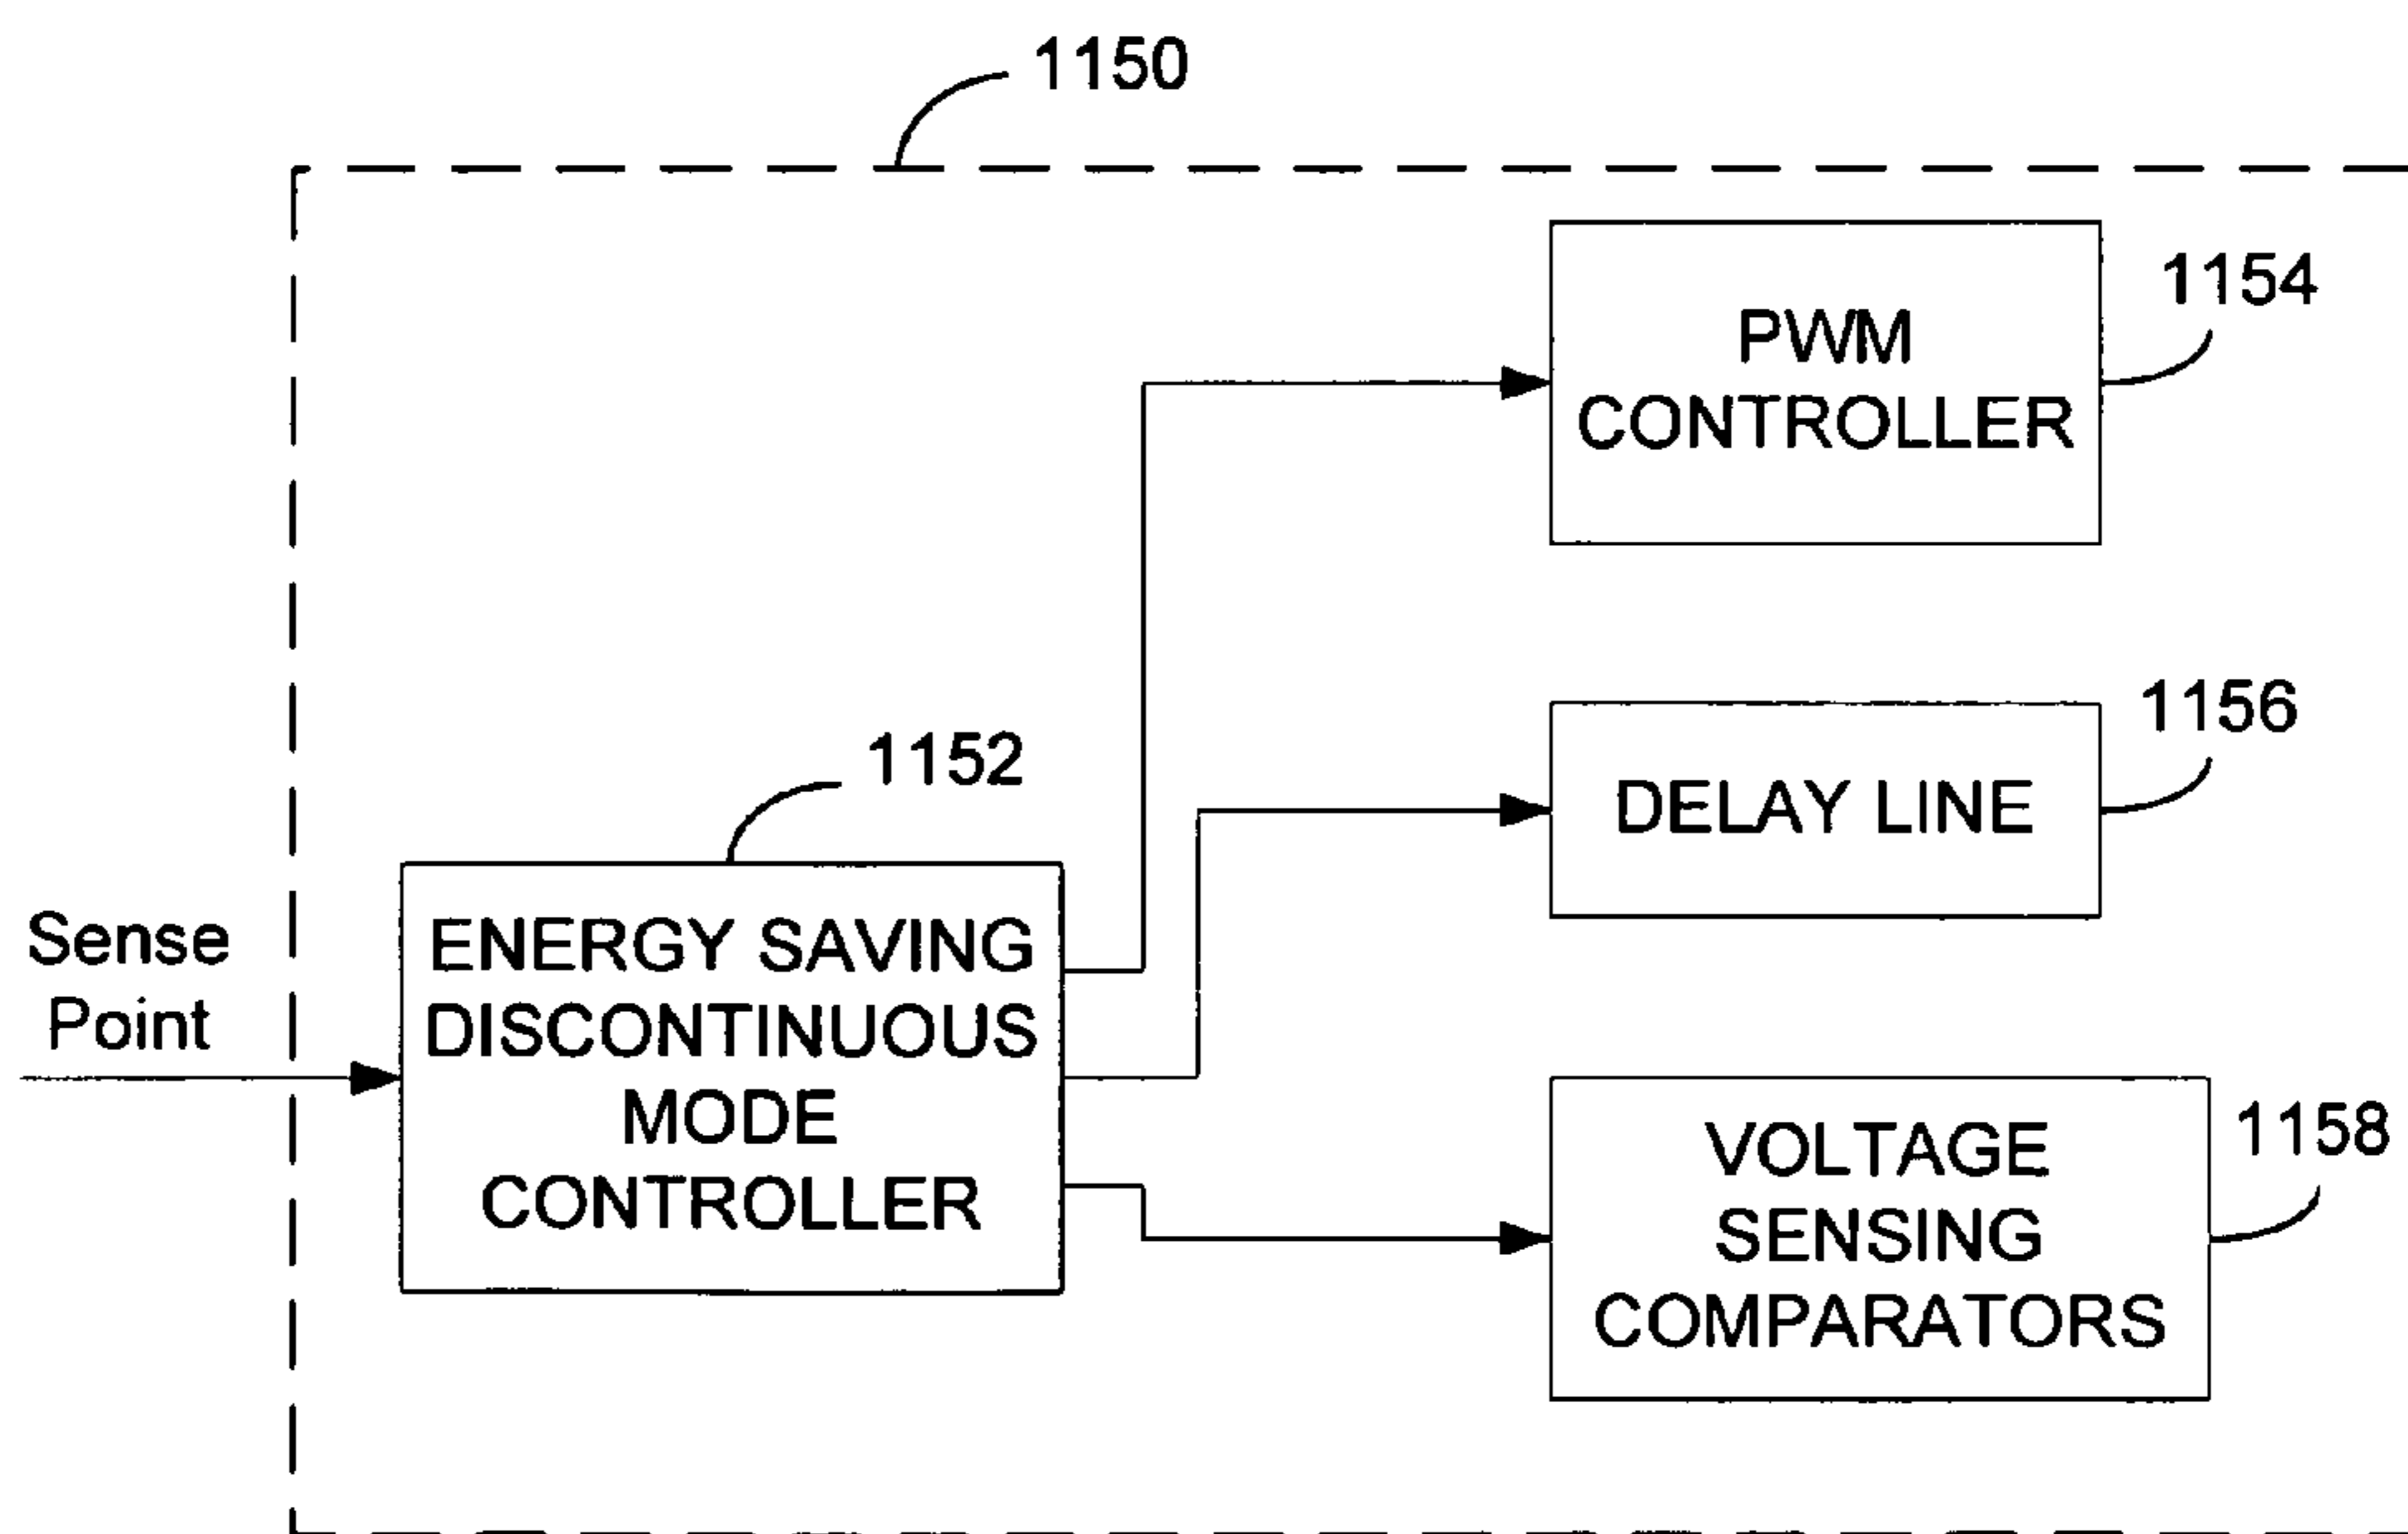 1150
PWM
CONTROLLER
1154
DELAY LINE
1156
1152
Sense
Point
ENERGY SAVING
DISCONTINUOUS
MODE
CONTROLLER
VOLTAGE
SENSING
COMPARATORS
1158